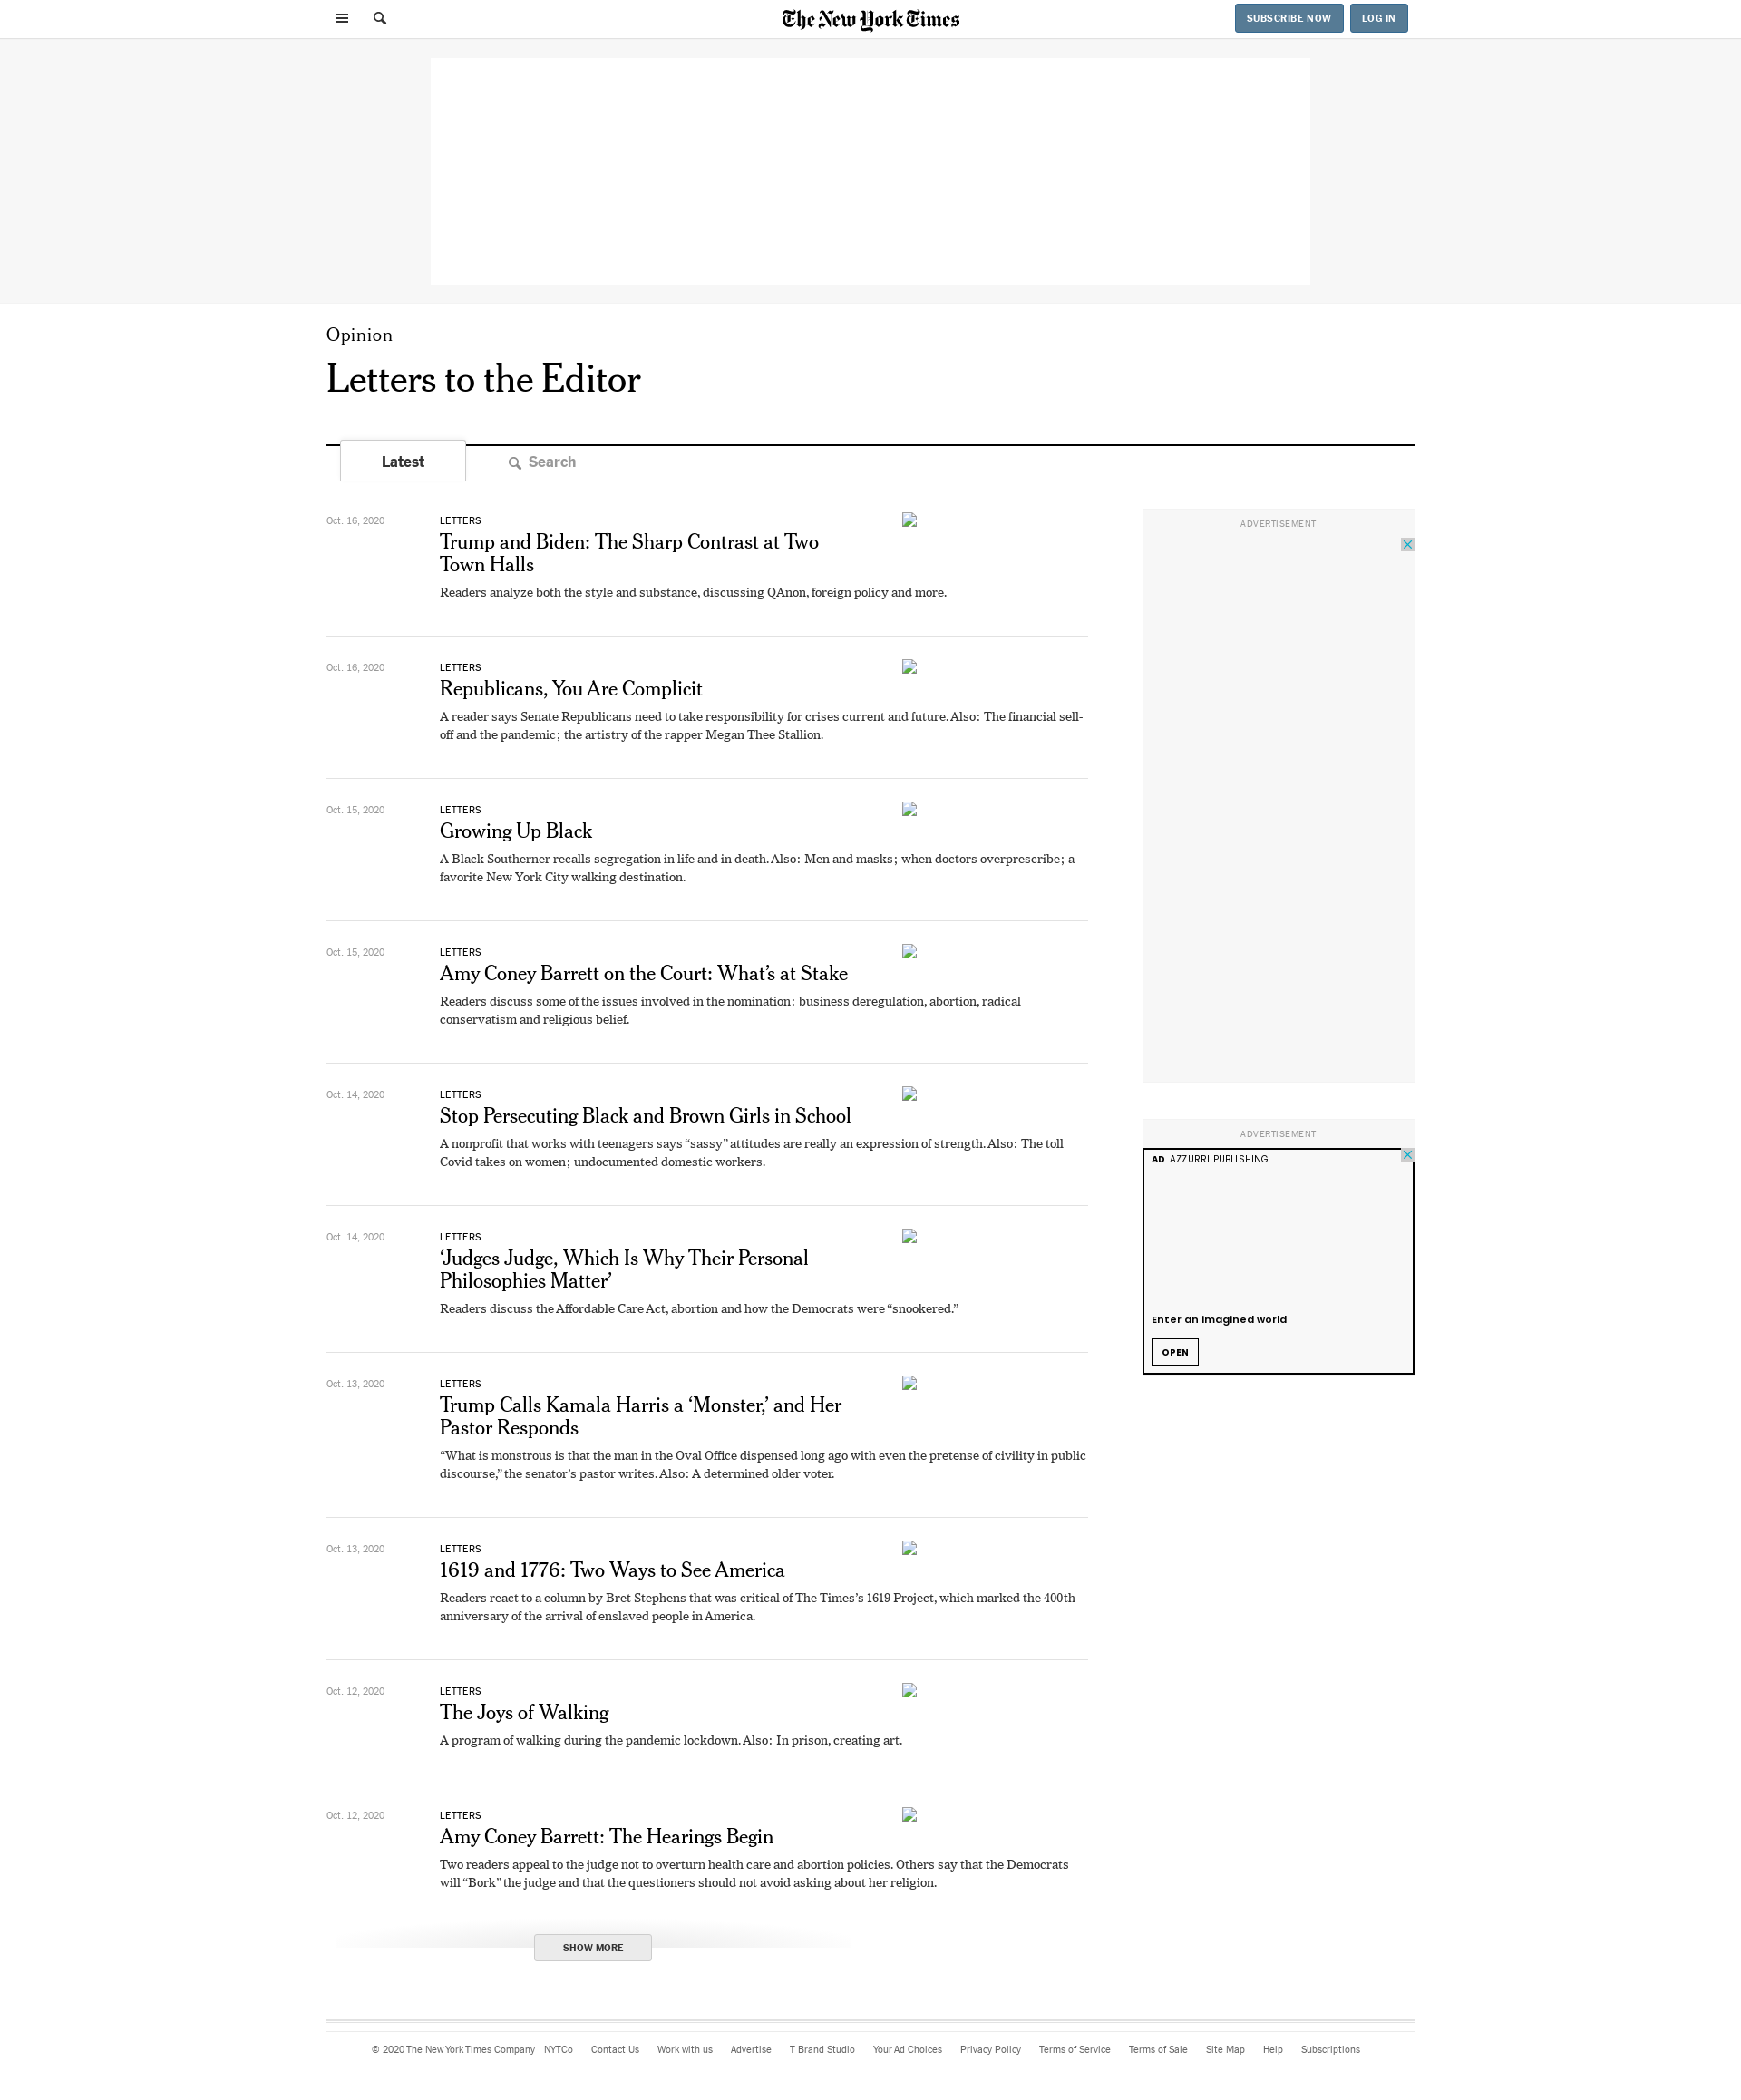 The New York Times
SUBSCRIBE NOW
LOG IN
Opinion
Letters to the Editor
Latest
Search
Oct. 16, 2020
LETTERS
Trump and Biden: The Sharp Contrast at Two
Town Halls
Readers analyze both the style and substance, discussing QAnon, foreign policy and more.
Oct. 16, 2020
LETTERS
Republicans, You Are Complicit
A reader says Senate Republicans need to take responsibility for crises current and future. Also: The financial sell-
off and the pandemic; the artistry of the rapper Megan Thee Stallion.
Oct. 15, 2020
LETTERS
Growing Up Black
A Black Southerner recalls segregation in life and in death. Also: Men and masks; when doctors overprescribe; a
favorite New York City walking destination.
Oct. 15, 2020
LETTERS
Amy Coney Barrett on the Court: What’s at Stake
Readers discuss some of the issues involved in the nomination: business deregulation, abortion, radical
conservatism and religious belief.
Oct. 14, 2020
LETTERS
Stop Persecuting Black and Brown Girls in School
A nonprofit that works with teenagers says “sassy” attitudes are really an expression of strength. Also: The toll
Covid takes on women; undocumented domestic workers.
Oct. 14, 2020
LETTERS
‘Judges Judge, Which Is Why Their Personal
Philosophies Matter’
Readers discuss the Affordable Care Act, abortion and how the Democrats were “snookered.”
Oct. 13, 2020
LETTERS
Trump Calls Kamala Harris a ‘Monster,’ and Her
Pastor Responds
“What is monstrous is that the man in the Oval Office dispensed long ago with even the pretense of civility in public
discourse,” the senator’s pastor writes. Also: A determined older voter.
Oct. 13, 2020
LETTERS
1619 and 1776: Two Ways to See America
Readers react to a column by Bret Stephens that was critical of The Times’s 1619 Project, which marked the 400th
anniversary of the arrival of enslaved people in America.
Oct. 12, 2020
LETTERS
The Joys of Walking
A program of walking during the pandemic lockdown. Also: In prison, creating art.
Oct. 12, 2020
LETTERS
Amy Coney Barrett: The Hearings Begin
Two readers appeal to the judge not to overturn health care and abortion policies. Others say that the Democrats
will “Bork” the judge and that the questioners should not avoid asking about her religion.
SHOW MORE
ADVERTISEMENT
ADVERTISEMENT
AD AZZURRI PUBLISHING
Enter an imagined world
OPEN
© 2020 The New York Times Company NYTCo Contact Us Work with us Advertise T Brand Studio Your Ad Choices Privacy Policy Terms of Service Terms of Sale Site Map Help Subscriptions